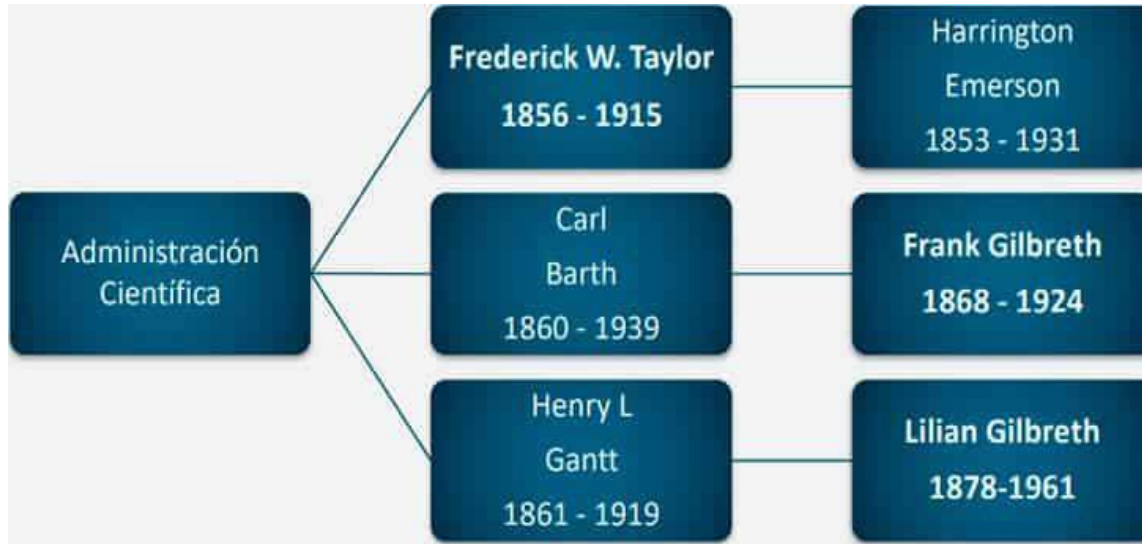 Administración
Científica
Frederick W. Taylor
1856 - 1915
Harrington
Emerson
1853 - 1931
Carl
Barth
1860 - 1939
Frank Gilbreth
1868 - 1924
Henry L
Gantt
1861 - 1919
Lilian Gilbreth
1878-1961